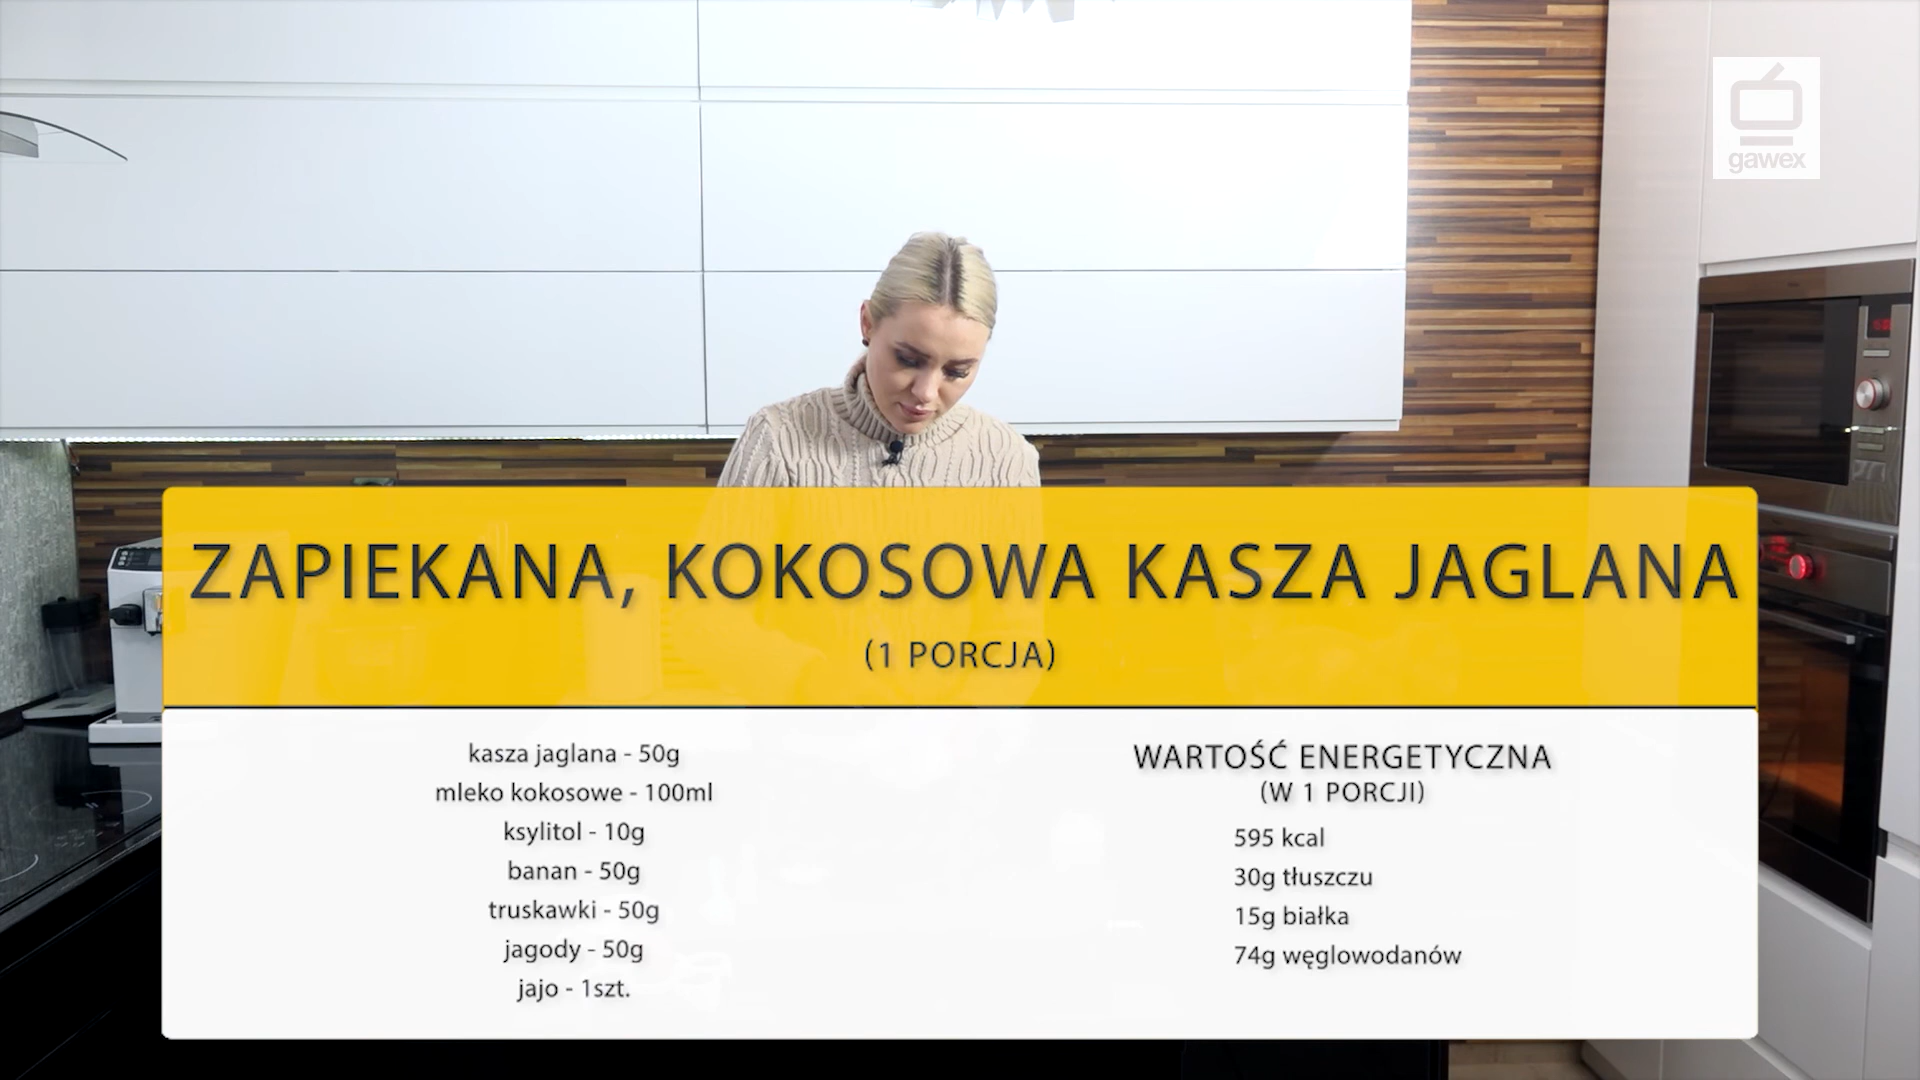 gawex
ZAPIEKANA, KOKOSOWA KASZA JAGLANA
(1 PORCJA)
kasza jaglana - 50g
mleko kokosowe - 100ml
ksylitol - 10g
banan - 50g
truskawki - 50g
jagody - 50g
jajo - 1szt.
WARTOŚĆ ENERGETYCZNA
(W 1 PORCJI)
595 kcal
30g tłuszczu
15g białka
74g węglowodanów